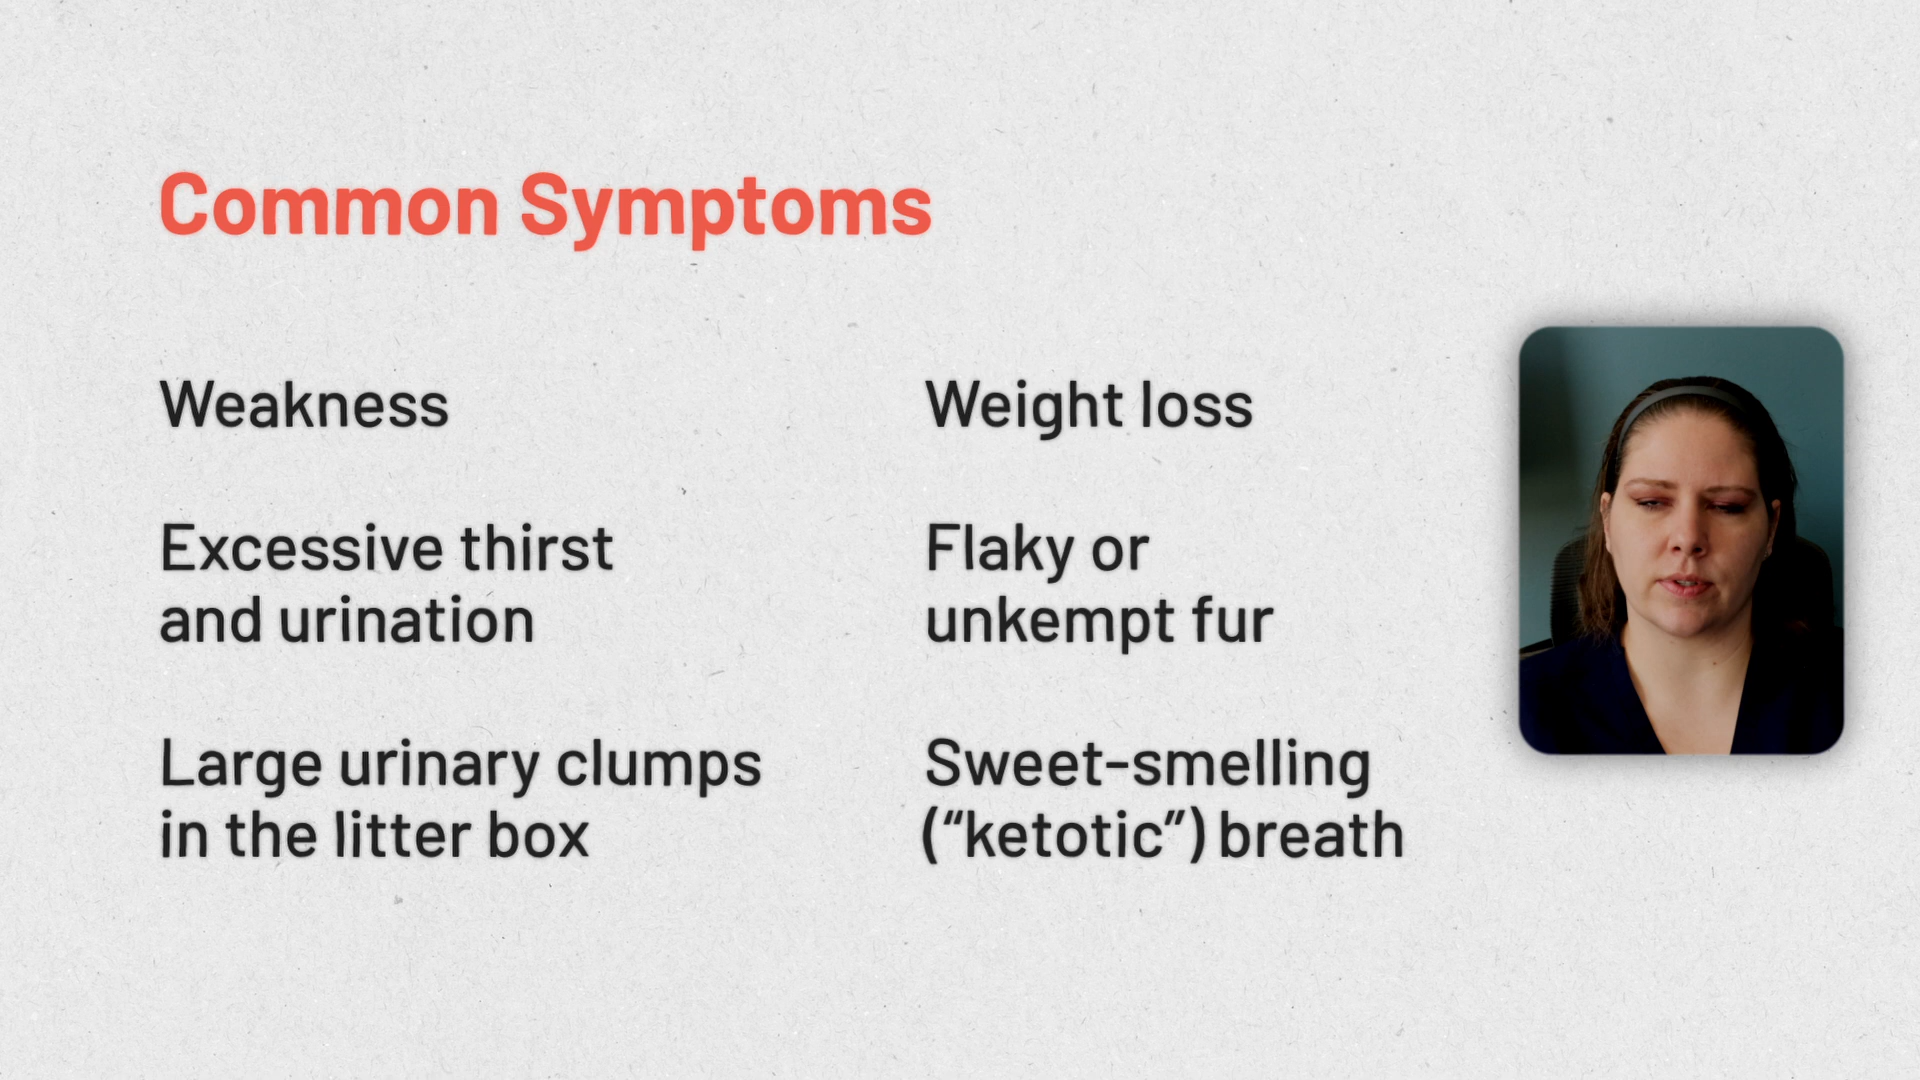 Common Symptoms
Weakness
Excessive thirst
and urination
Large urinary clumps
in the litter box
Weight loss
Flaky or
unkempt fur
Sweet-smelling
(“ketotic”) breath